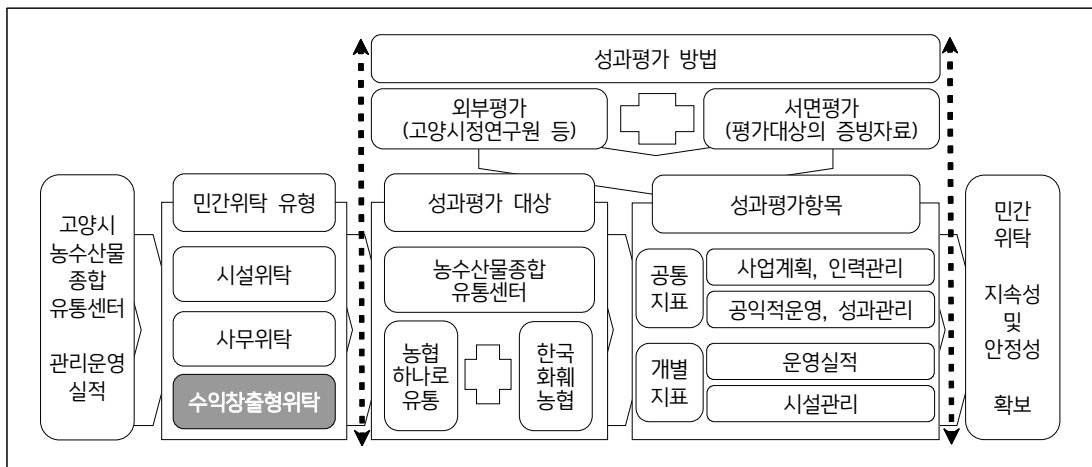 성과평가 방법
외부평가
(고양시정연구원 등)
서면평가
(평가대상의 증빙자료)
고양시
농수산물
종합
유통센터
관리운영
실적
민간위탁 유형
시설위탁
사무위탁
수익창출형위탁
성과평가 대상
농수산물종합
유통센터
농협
하나로
유통
한국
화훼
농협
성과평가항목
공통
지표
사업계획, 인력관리
공익적운영, 성과관리
개별
지표
운영실적
시설관리
민간
위탁
지속성
및
안정성
확보